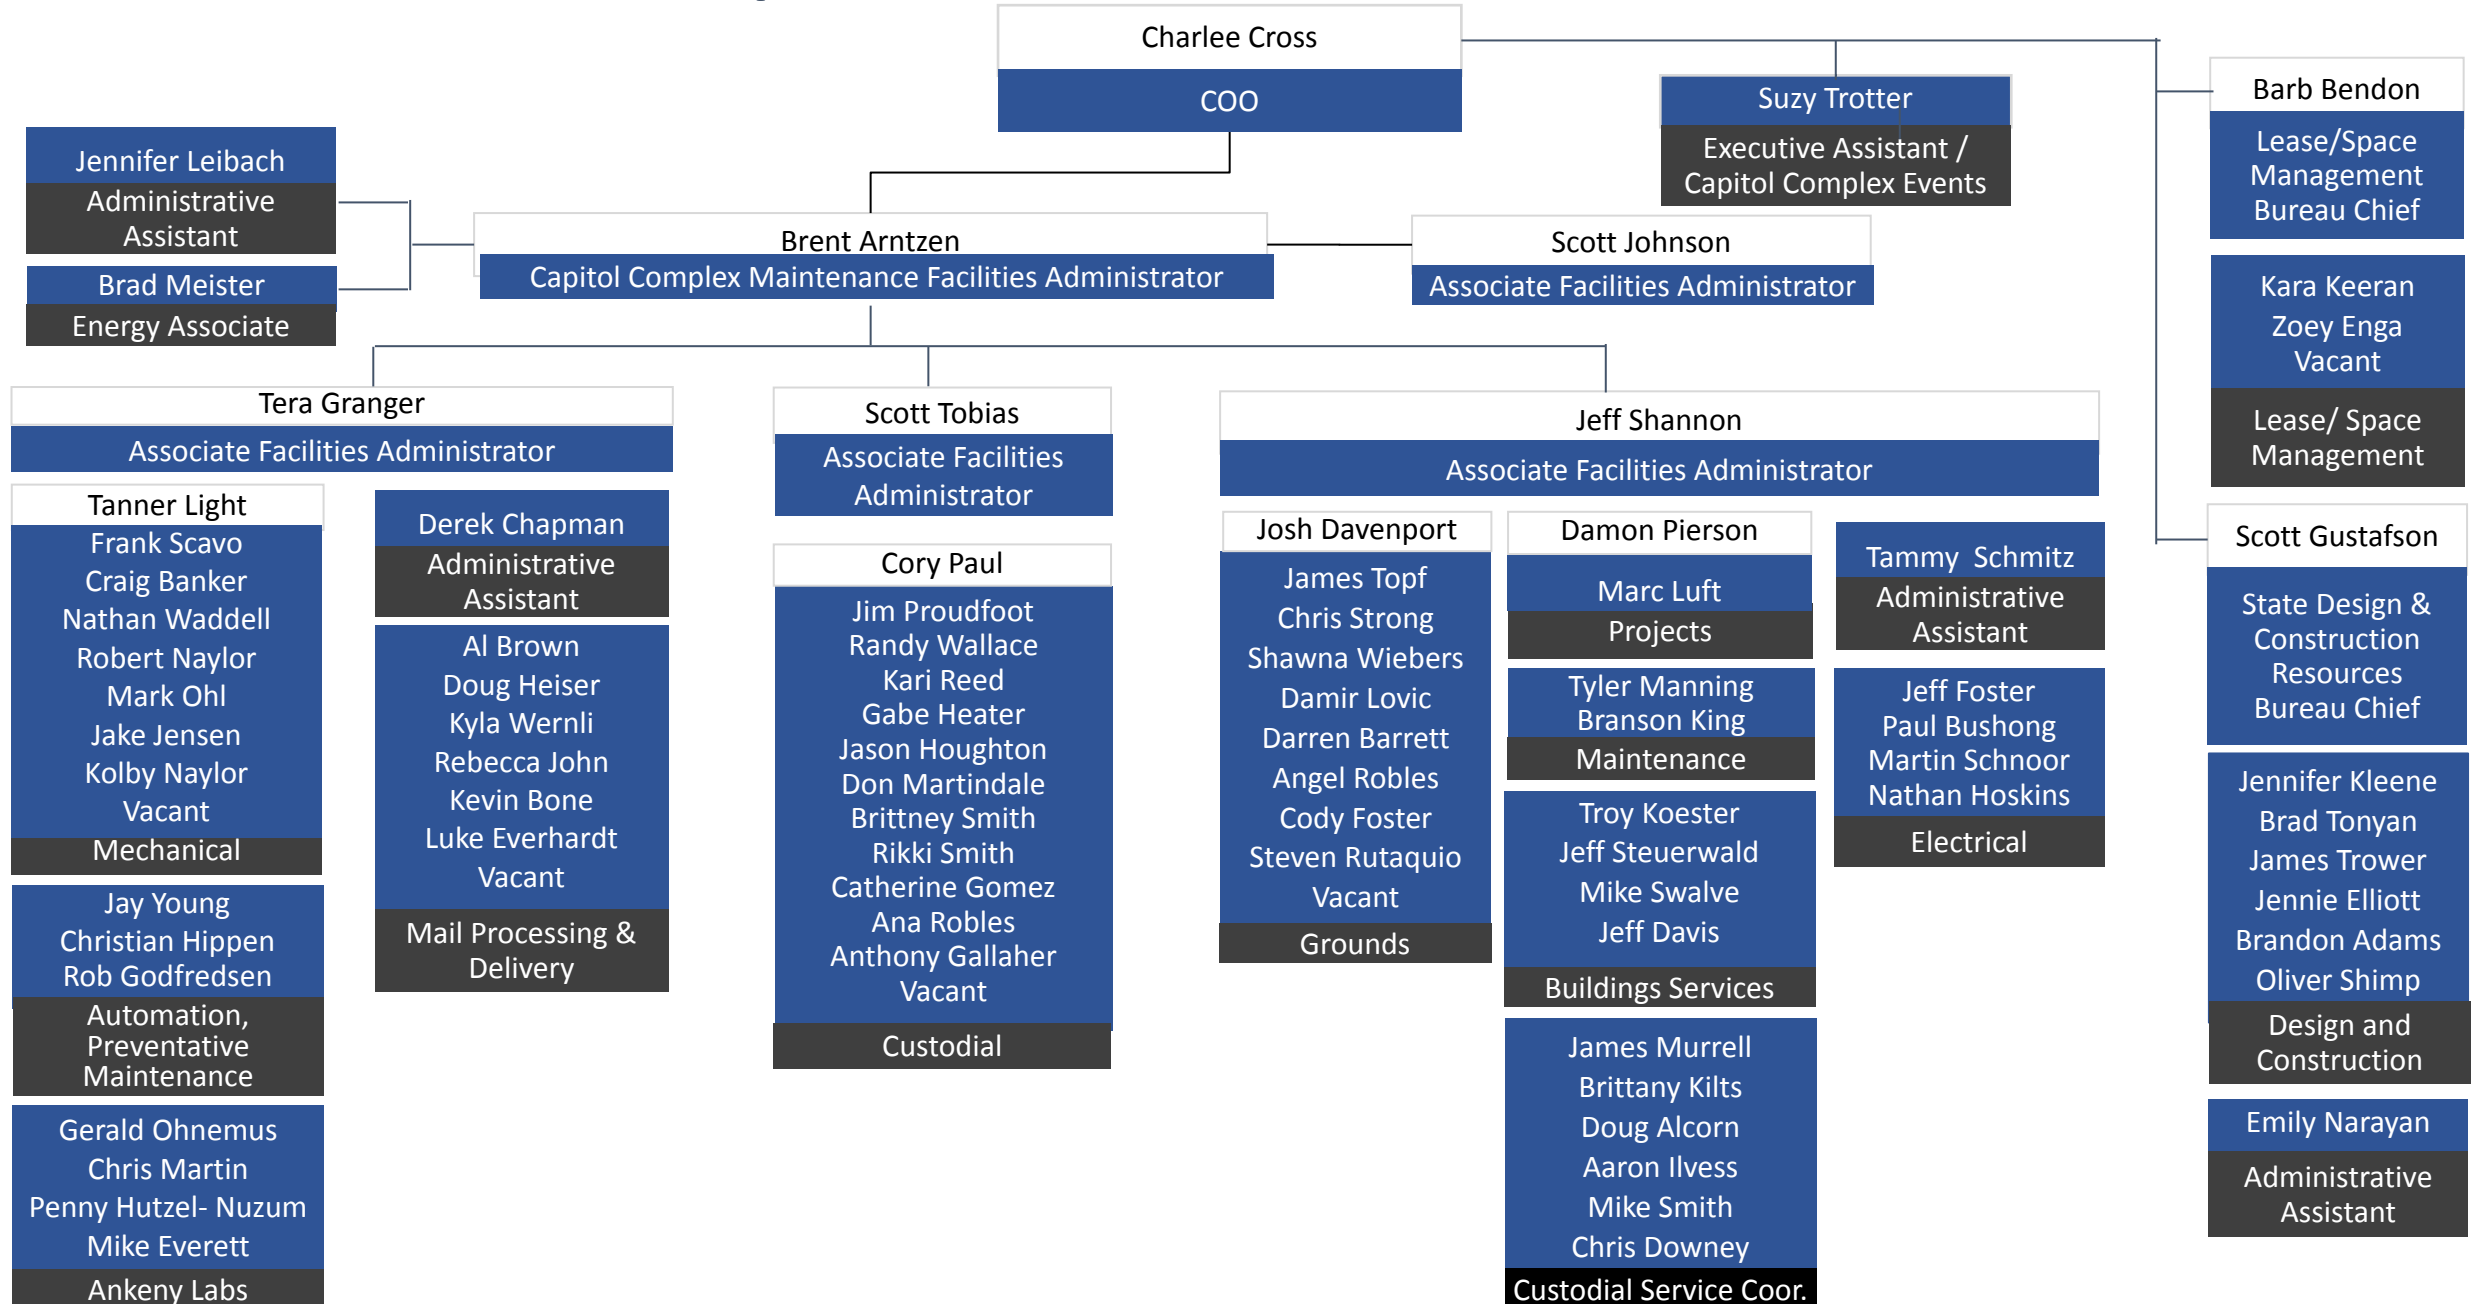 Charlee Cross
COO
Suzy Trotter
Executive Assistant /
Capitol Complex Events
Barb Bendon
Lease/Space
Management
Bureau Chief
Kara Keeran
Zoey Enga
Vacant
Lease/ Space
Management
Jennifer Leibach
Administrative
Assistant
Brad Meister
Energy Associate
Brent Arntzen
Capitol Complex Maintenance Facilities Administrator
Scott Johnson
Associate Facilities Administrator
Tera Granger
Associate Facilities Administrator
Tanner Light
Frank Scavo
Craig Banker
Nathan Waddell
Robert Naylor
Mark Ohl
Jake Jensen
Kolby Naylor
Vacant
Mechanical
Jay Young
Christian Hippen
Rob Godfredsen
Automation,
Preventative
Maintenance
Gerald Ohnemus
Chris Martin
Penny Hutzel- Nuzum
Mike Everett
Ankeny Labs
Derek Chapman
Administrative
Assistant
Al Brown
Doug Heiser
Kyla Wernli
Rebecca John
Kevin Bone
Luke Everhardt
Vacant
Mail Processing &
Delivery
Scott Tobias
Associate Facilities
Administrator
Cory Paul
Jim Proudfoot
Randy Wallace
Kari Reed
Gabe Heater
Jason Houghton
Don Martindale
Brittney Smith
Rikki Smith
Catherine Gomez
Ana Robles
Anthony Gallaher
Vacant
Custodial
Jeff Shannon
Associate Facilities Administrator
Josh Davenport
James Topf
Chris Strong
Shawna Wiebers
Damir Lovic
Darren Barrett
Angel Robles
Cody Foster
Steven Rutaquio
Vacant
Grounds
Damon Pierson
Marc Luft
Projects
Tyler Manning
Branson King
Maintenance
Troy Koester
Jeff Steuerwald
Mike Swalve
Jeff Davis
Buildings Services
James Murrell
Brittany Kilts
Doug Alcorn
Aaron Ilvess
Mike Smith
Chris Downey
Custodial Service Coor.
Tammy  Schmitz
Administrative
Assistant
Jeff Foster
Paul Bushong
Martin Schnoor
Nathan Hoskins
Electrical
Scott Gustafson
State Design &
Construction
Resources
Bureau Chief
Jennifer Kleene
Brad Tonyan
James Trower
Jennie Elliott
Brandon Adams
Oliver Shimp
Design and
Construction
Emily Narayan
Administrative
Assistant